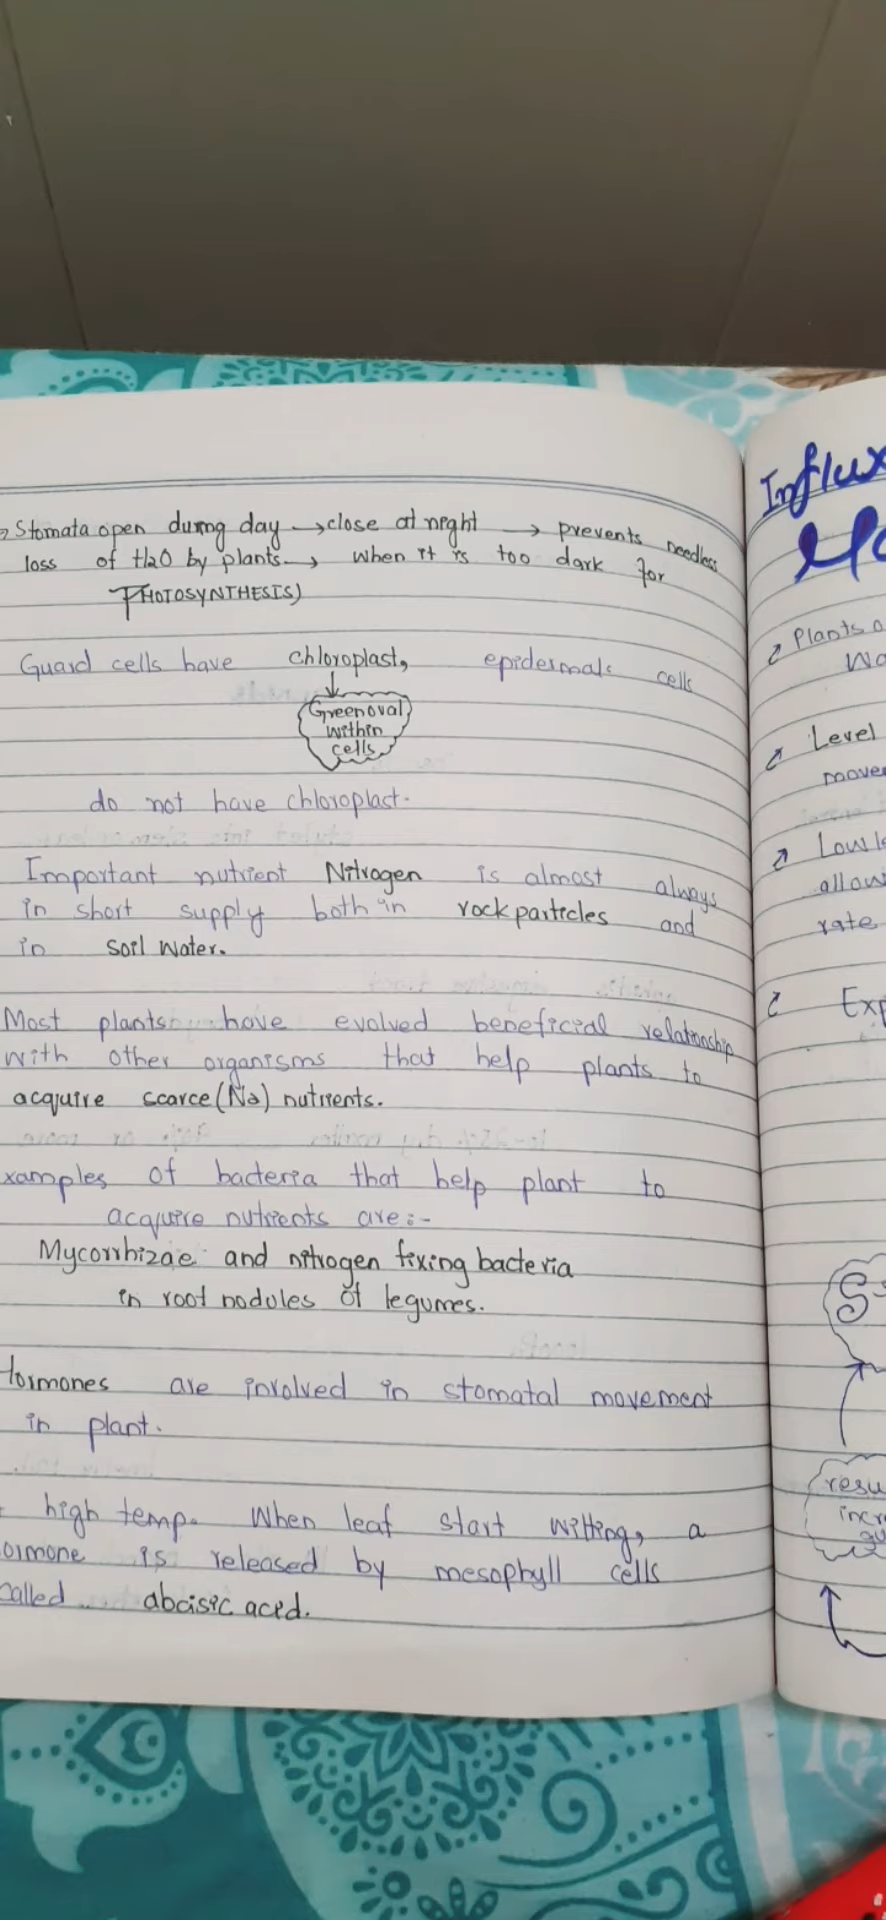 Stomata open during day → close at night → prevents needless
loss of H2O by plants → when it is too dark for
PHOTOSYNTHESIS)
Guard cells have chloroplast, epidermal cells
Green oval
within
cells
do not have chloroplast.
Important nutrient Nitrogen is almost always
in short supply both in rock particles and
in soil water.
Most plants have evolved beneficial relationship
with other organisms that help plants to
acquire scarce (N2) nutrients.
xamples of bacteria that help plant to
acquire nutrients are:-
Mycorrhizae and nitrogen fixing bacteria
in root nodules of legumes.
Hormones are involved in stomatal movement
in plant.
high temp. When leaf start wilting, a
ormone is released by mesophyll cells
called abcisic acid.
Influx
Plants
Wa
Level
move
Low l
allow
rate
Exp
S
resu
incr